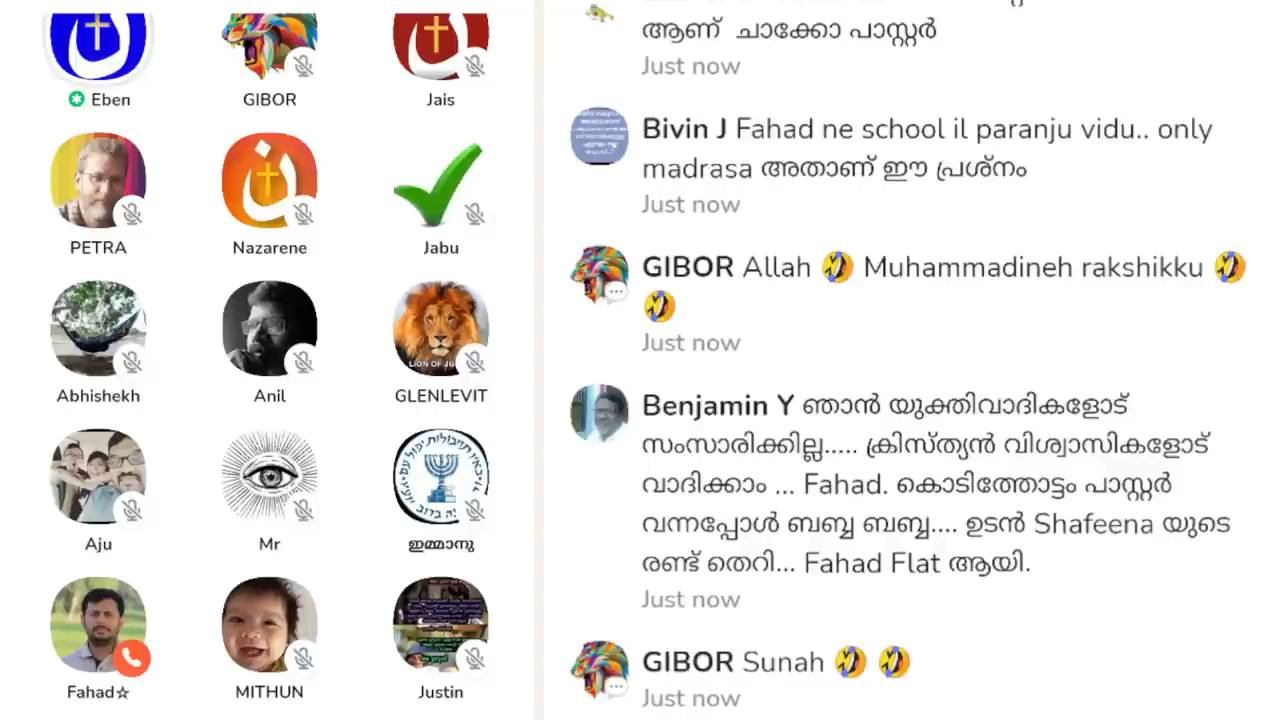 Eben
GIBOR
Jais
PETRA
Nazarene
Jabu
Abhishekh
Anil
LION OF JU
GLENLEVIT
Aju
Mr
ഇമ്മാനു
Fahad☆
MITHUN
Justin
ആണ് ചാക്കോ പാസ്റ്റർ
Just now
Bivin J Fahad ne school il paranju vidu.. only
madrasa അതാണ് ഈ പ്രശ്നം
Just now
GIBOR Allah 🤣 Muhammadineh rakshikku 🤣
🤣
Just now
Benjamin Y ഞാൻ യുക്തിവാദികളോട്
സംസാരിക്കില്ല..... ക്രിസ്ത്യൻ വിശ്വാസികളോട്
വാദിക്കാം ... Fahad. കൊടിത്തോട്ടം പാസ്റ്റർ
വന്നപ്പോൾ ബബ്ബ ബബ്ബ.... ഉടൻ Shafeena യുടെ
രണ്ട് തെറി... Fahad Flat ആയി.
Just now
GIBOR Sunah 🤣 🤣
Just now